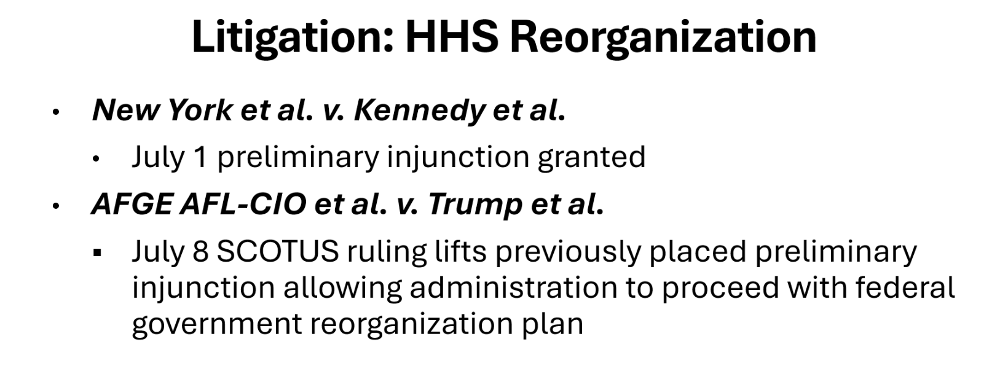 Litigation: HHS Reorganization
• New York et al. v. Kennedy et al.
• July 1 preliminary injunction granted
• AFGE AFL-CIO et al. v. Trump et al.
▪ July 8 SCOTUS ruling lifts previously placed preliminary
injunction allowing administration to proceed with federal
government reorganization plan